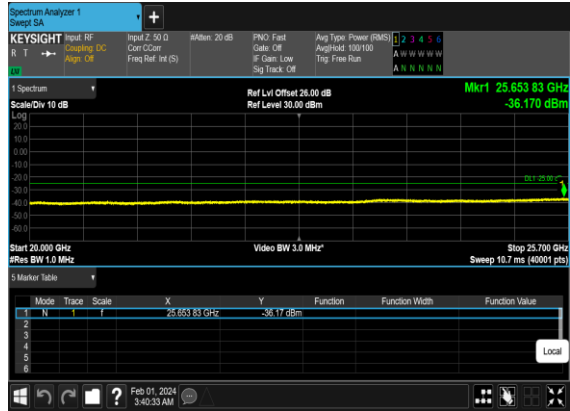 Spectrum Analyzer 1
Swept SA
KEYSIGHT
R T
LXI
Input: RF
Coupling: DC
Align: Off
Input Z: 50 Ω
Corr CCorr
Freq Ref: Int (S)
#Atten: 20 dB
PNO: Fast
Gate: Off
IF Gain: Low
Sig Track: Off
Avg Type: Power (RMS)
Avg|Hold: 100/100
Trig: Free Run
1 2 3 4 5 6
A W W W W W
A N N N N N
1 Spectrum
Scale/Div 10 dB
Ref Lvl Offset 26.00 dB
Ref Level 30.00 dBm
Mkr1 25.653 83 GHz
-36.170 dBm
Log
20.0
10.0
0.00
-10.0
-20.0
-30.0
-40.0
-50.0
-60.0
Start 20.000 GHz
#Res BW 1.0 MHz
Video BW 3.0 MHz*
Stop 25.700 GHz
Sweep 10.7 ms (40001 pts)
5 Marker Table
Mode Trace Scale X Y Function Function Width Function Value
1 N 1 f 25.653 83 GHz -36.17 dBm
2
3
4
5
6
Local
?
Feb 01, 2024
3:40:33 AM